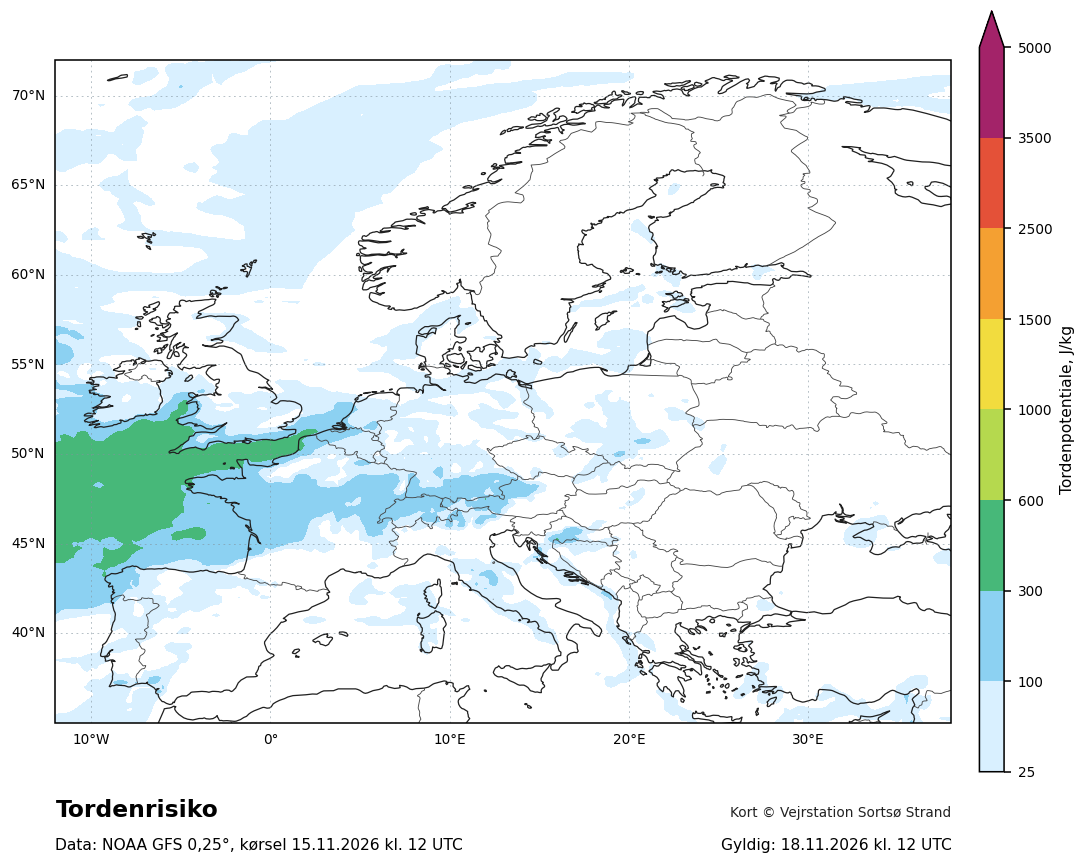 70°N
65°N
60°N
55°N
50°N
45°N
40°N
10°W
0°
10°E
20°E
30°E
5000
3500
2500
1500
1000
600
300
100
25
Tordenpotentiale, J/kg
Tordenrisiko
Kort © Vejrstation Sortsø Strand
Data: NOAA GFS 0,25°, kørsel 15.11.2026 kl. 12 UTC
Gyldig: 18.11.2026 kl. 12 UTC